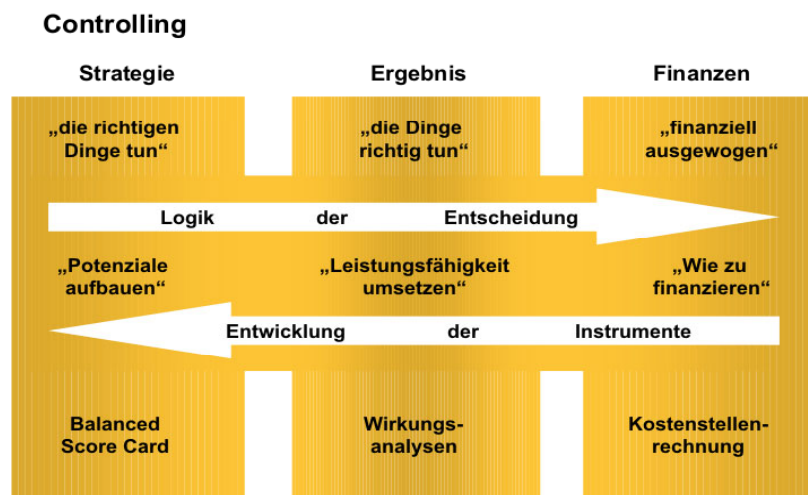 Controlling
Strategie Ergebnis Finanzen
„die richtigen „die Dinge „finanziell
Dinge tun“ richtig tun“ ausgewogen“
Logik der Entscheidung
„Potenziale „Leistungsfähigkeit „Wie zu
aufbauen“ umsetzen“ finanzieren“
Entwicklung der Instrumente
Balanced Wirkungs- Kostenstellen-
Score Card analysen rechnung